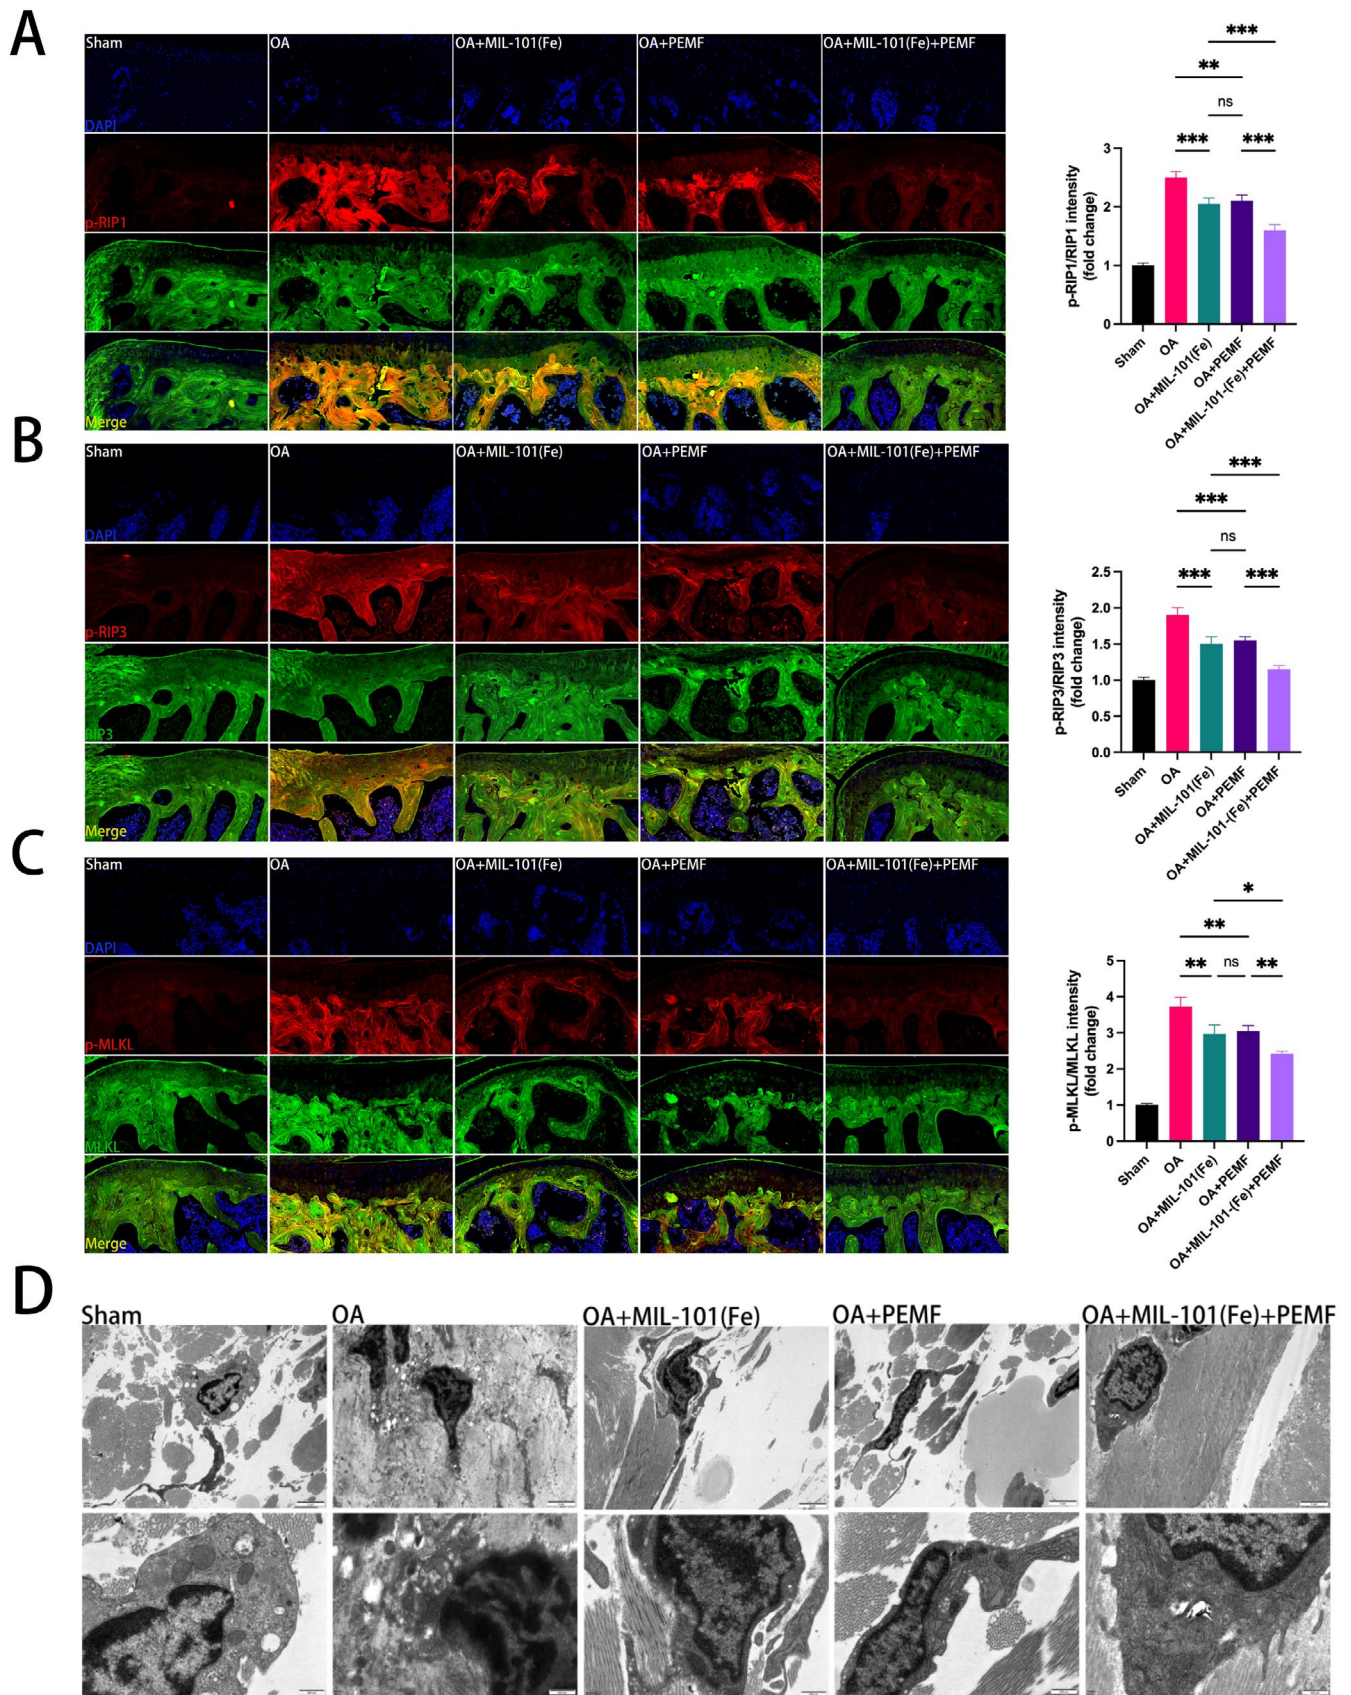 A
Sham OA OA+MIL-101(Fe) OA+PEMF OA+MIL-101(Fe)+PEMF
DAPI
p-RIP1
Merge
***
**
ns
*** ***
p-RIP1/RIP1 intensity
(fold change)
3
2
1
0
Sham
OA
OA+MIL-101(Fe)
OA+PEMF
OA+MIL-101-(Fe)+PEMF
B
Sham OA OA+MIL-101(Fe) OA+PEMF OA+MIL-101(Fe)+PEMF
DAPI
p-RIP3
RIP3
Merge
***
***
ns
*** ***
p-RIP3/RIP3 intensity
(fold change)
2.5
2.0
1.5
1.0
0.5
0.0
Sham
OA
OA+MIL-101(Fe)
OA+PEMF
OA+MIL-101-(Fe)+PEMF
C
Sham OA OA+MIL-101(Fe) OA+PEMF OA+MIL-101(Fe)+PEMF
DAPI
p-MLKL
MLKL
Merge
*
**
** ns **
p-MLKL/MLKL intensity
(fold change)
5
4
3
2
1
0
Sham
OA
OA+MIL-101(Fe)
OA+PEMF
OA+MIL-101-(Fe)+PEMF
D
Sham OA OA+MIL-101(Fe) OA+PEMF OA+MIL-101(Fe)+PEMF